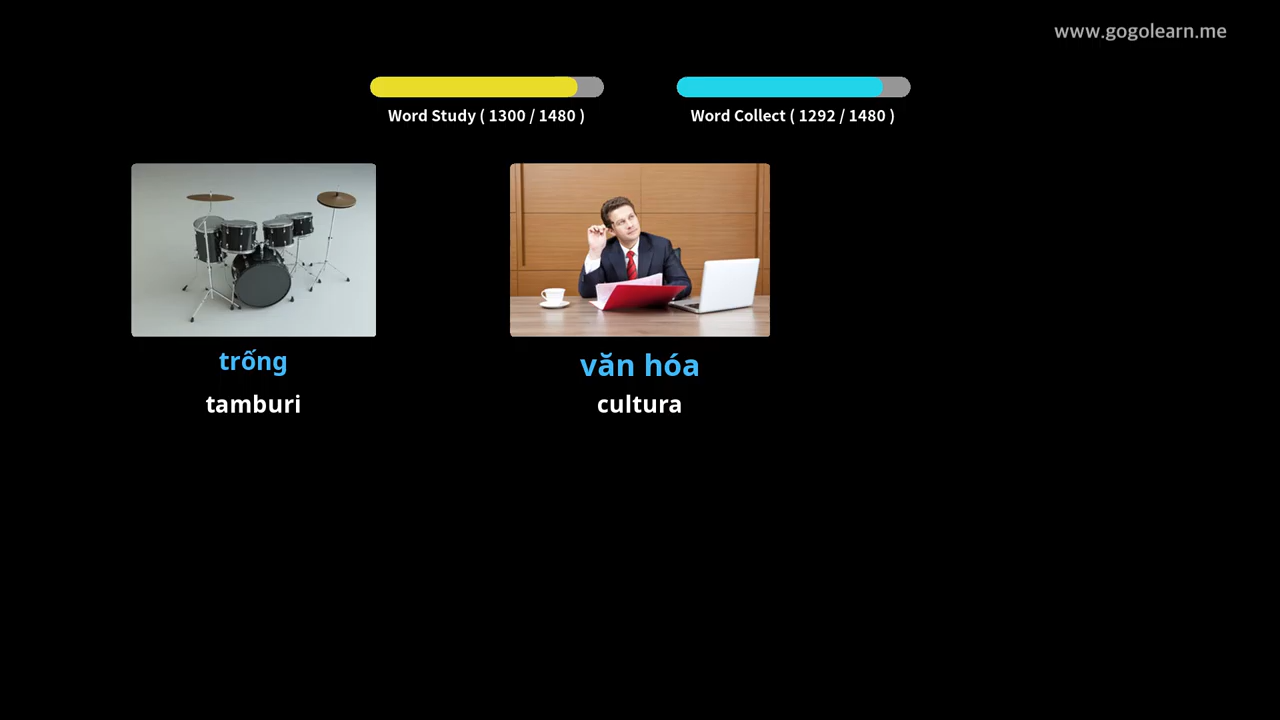 www.gogolearn.me
Word Study ( 1300 / 1480 )
Word Collect ( 1292 / 1480 )
trống
văn hóa
tamburi
cultura